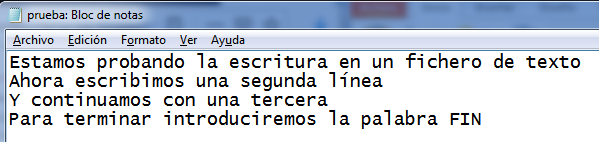 prueba: Bloc de notas
Archivo Edición Formato Ver Ayuda
Estamos probando la escritura en un fichero de texto
Ahora escribimos una segunda línea
Y continuamos con una tercera
Para terminar introduciremos la palabra FIN